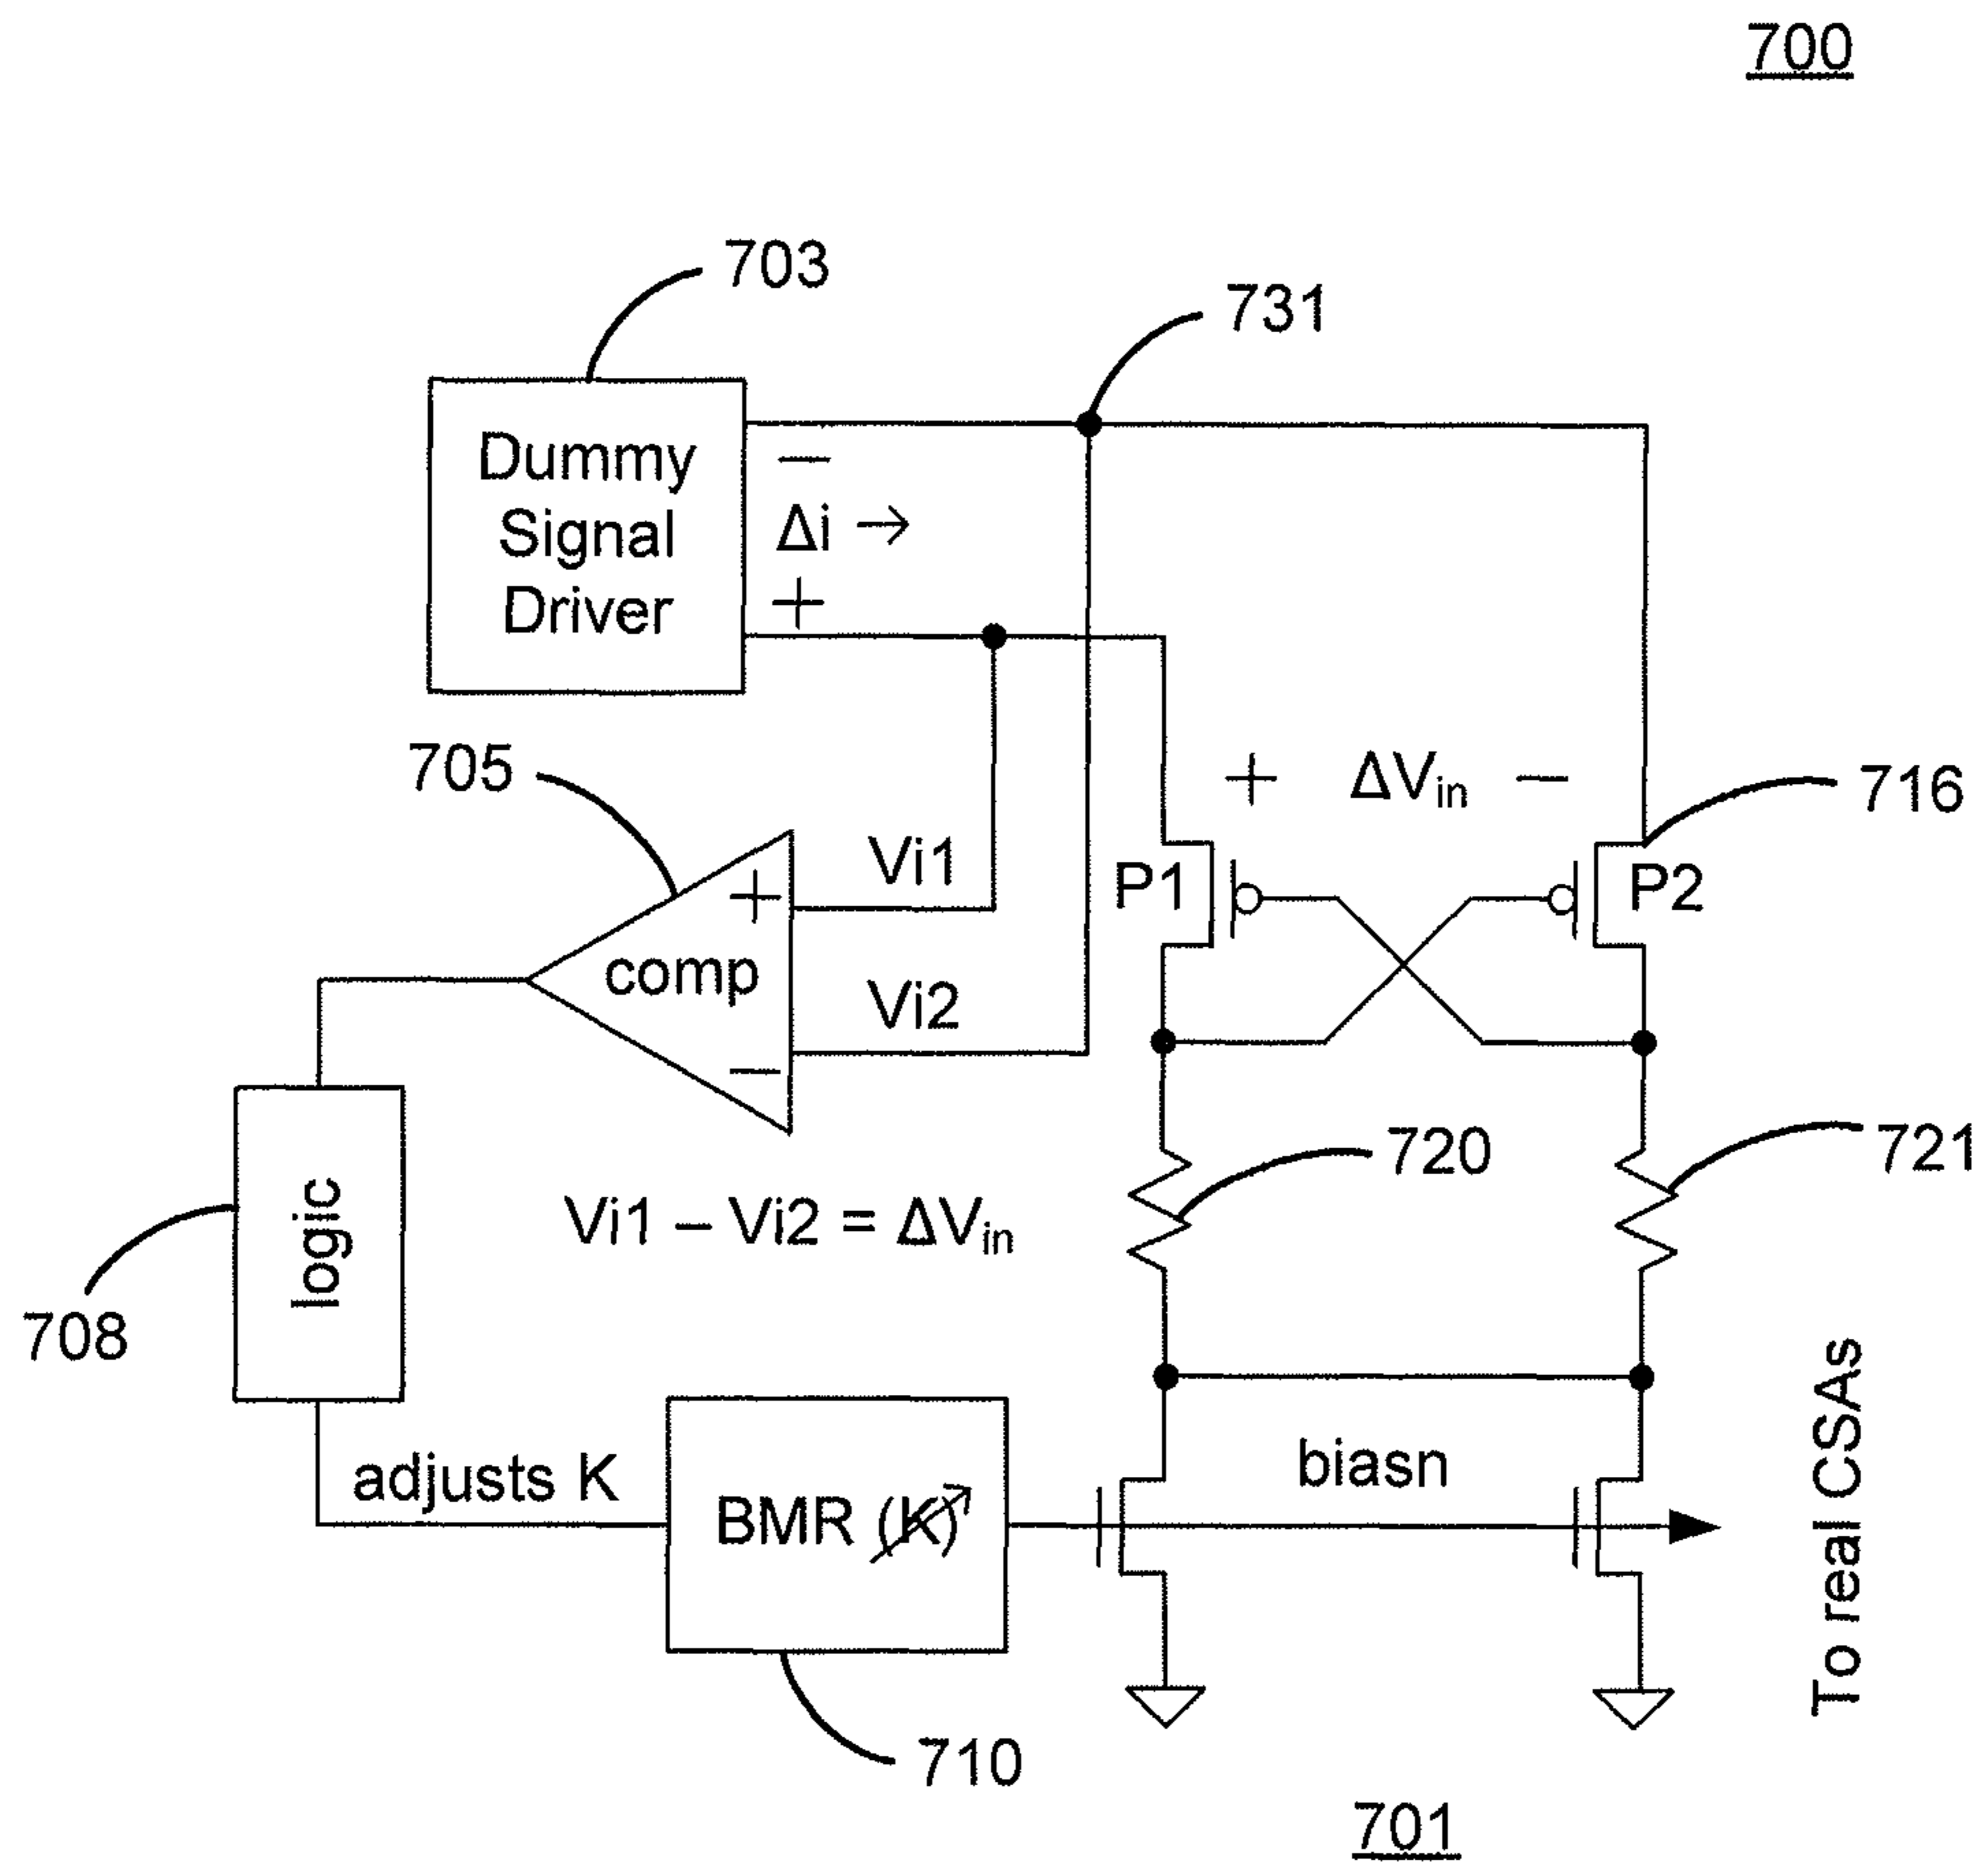 700
703
731
Dummy
Signal
Driver
−
Δi →
+
705
+ ΔVin −
716
Vi1
+
P1
P2
comp
Vi2
−
720
721
logic
Vi1 – Vi2 = ΔVin
708
adjusts K
BMR (K)
biasn
To real CSAs
710
701